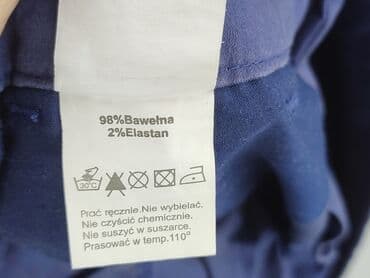 98%Bawełna
2%Elastan
30°C
Prać ręcznie.Nie wybielać.
Nie czyścić chemicznie.
Nie suszyć w suszarce.
Prasować w temp.110°